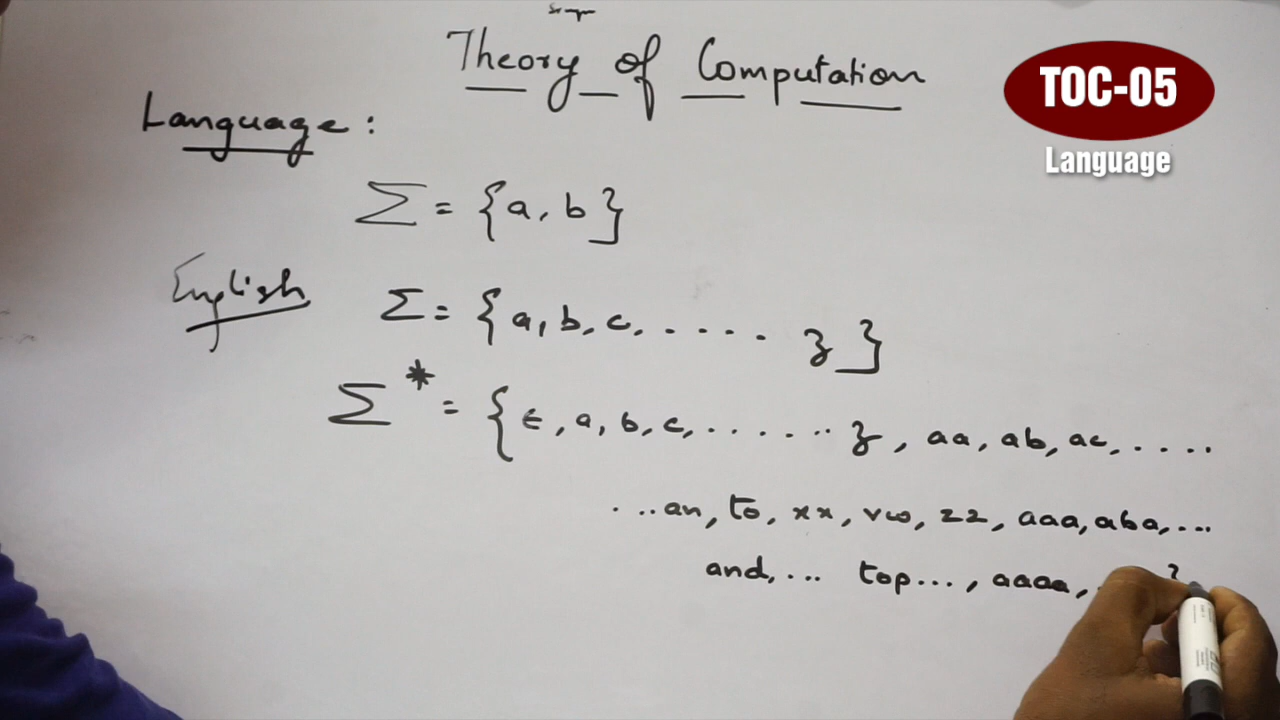 Theory of Computation
TOC-05
Language
Language:
Σ = {a, b}
English Σ = {a, b, c, ..... z}
Σ* = {ε, a, b, c, ....... z, aa, ab, ac, ....
...an, to, xx, vw, zz, aaa, aba, ...
and, ... top..., aaaa,